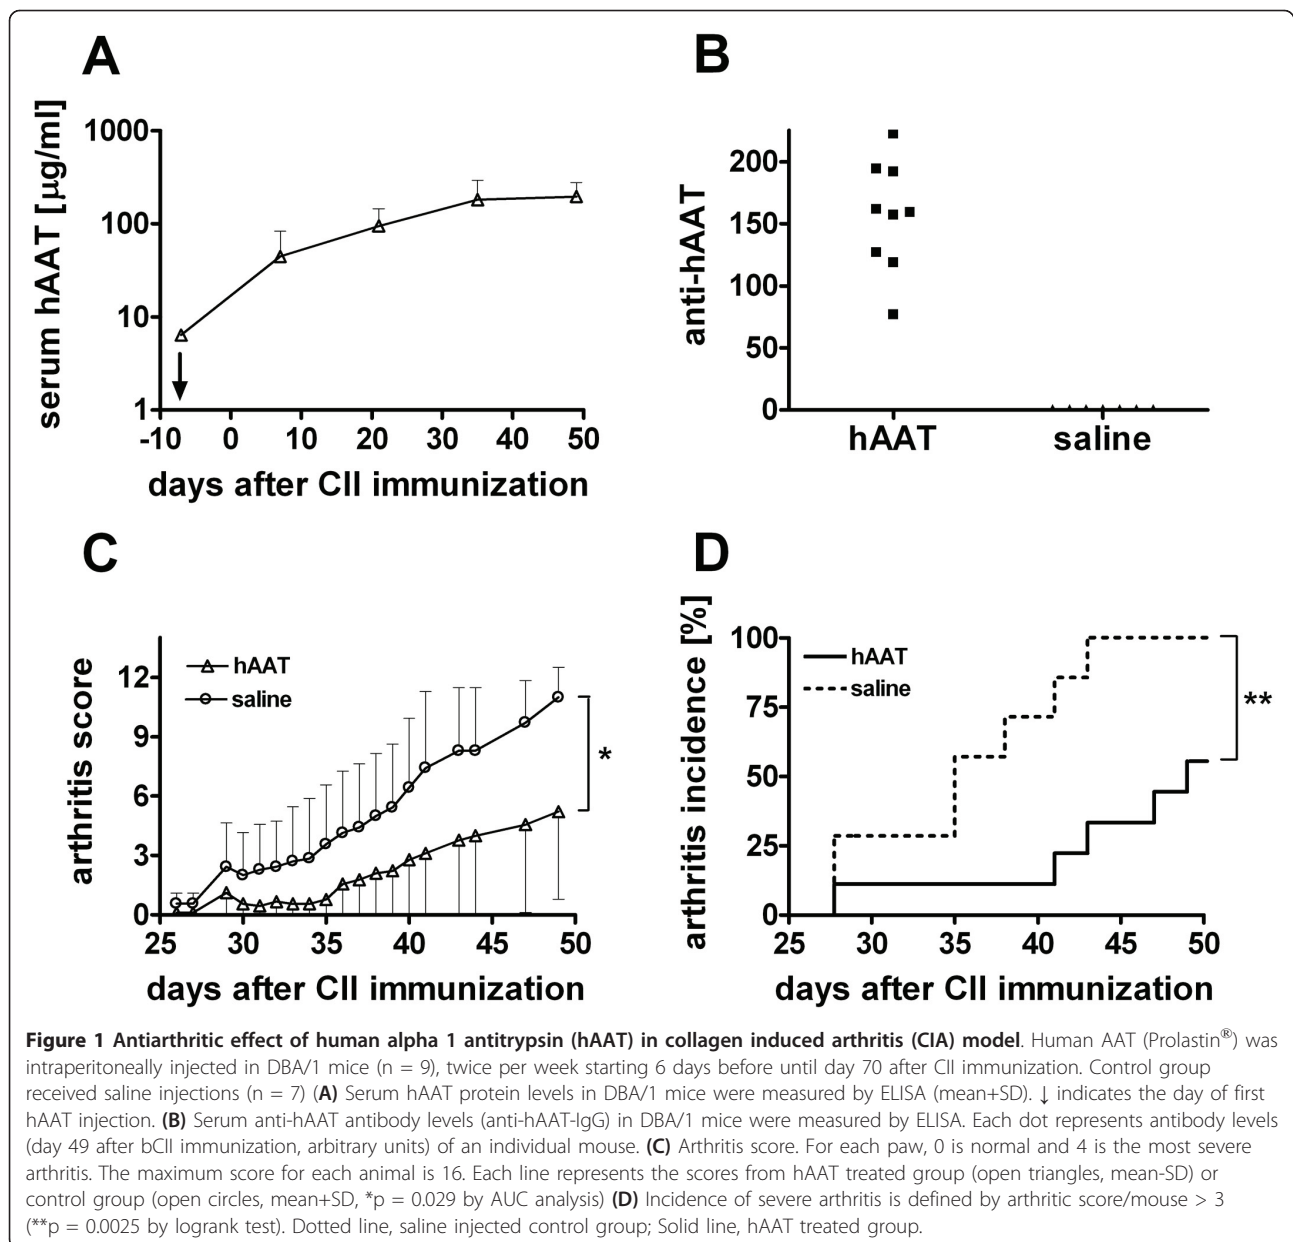 A
serum hAAT [μg/ml]
1000
100
10
1
-10 0 10 20 30 40 50
days after CII immunization
B
anti-hAAT
200
150
100
50
0
hAAT saline
C
arthritis score
12
9
6
3
0
hAAT
saline
*
25 30 35 40 45 50
days after CII immunization
D
arthritis incidence [%]
100
75
50
25
0
hAAT
saline
**
25 30 35 40 45 50
days after CII immunization
Figure 1 Antiarthritic effect of human alpha 1 antitrypsin (hAAT) in collagen induced arthritis (CIA) model. Human AAT (Prolastin®) was
intraperitoneally injected in DBA/1 mice (n = 9), twice per week starting 6 days before until day 70 after CII immunization. Control group
received saline injections (n = 7) (A) Serum hAAT protein levels in DBA/1 mice were measured by ELISA (mean+SD). ↓ indicates the day of first
hAAT injection. (B) Serum anti-hAAT antibody levels (anti-hAAT-IgG) in DBA/1 mice were measured by ELISA. Each dot represents antibody levels
(day 49 after bCII immunization, arbitrary units) of an individual mouse. (C) Arthritis score. For each paw, 0 is normal and 4 is the most severe
arthritis. The maximum score for each animal is 16. Each line represents the scores from hAAT treated group (open triangles, mean-SD) or
control group (open circles, mean+SD, *p = 0.029 by AUC analysis) (D) Incidence of severe arthritis is defined by arthritic score/mouse > 3
(**p = 0.0025 by logrank test). Dotted line, saline injected control group; Solid line, hAAT treated group.